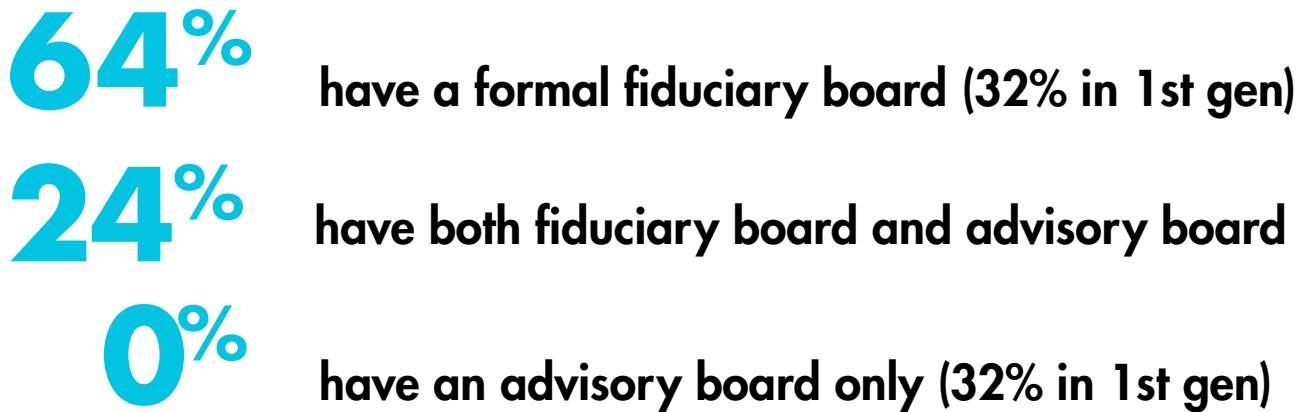 64% have a formal fiduciary board (32% in 1st gen)
24% have both fiduciary board and advisory board
0% have an advisory board only (32% in 1st gen)